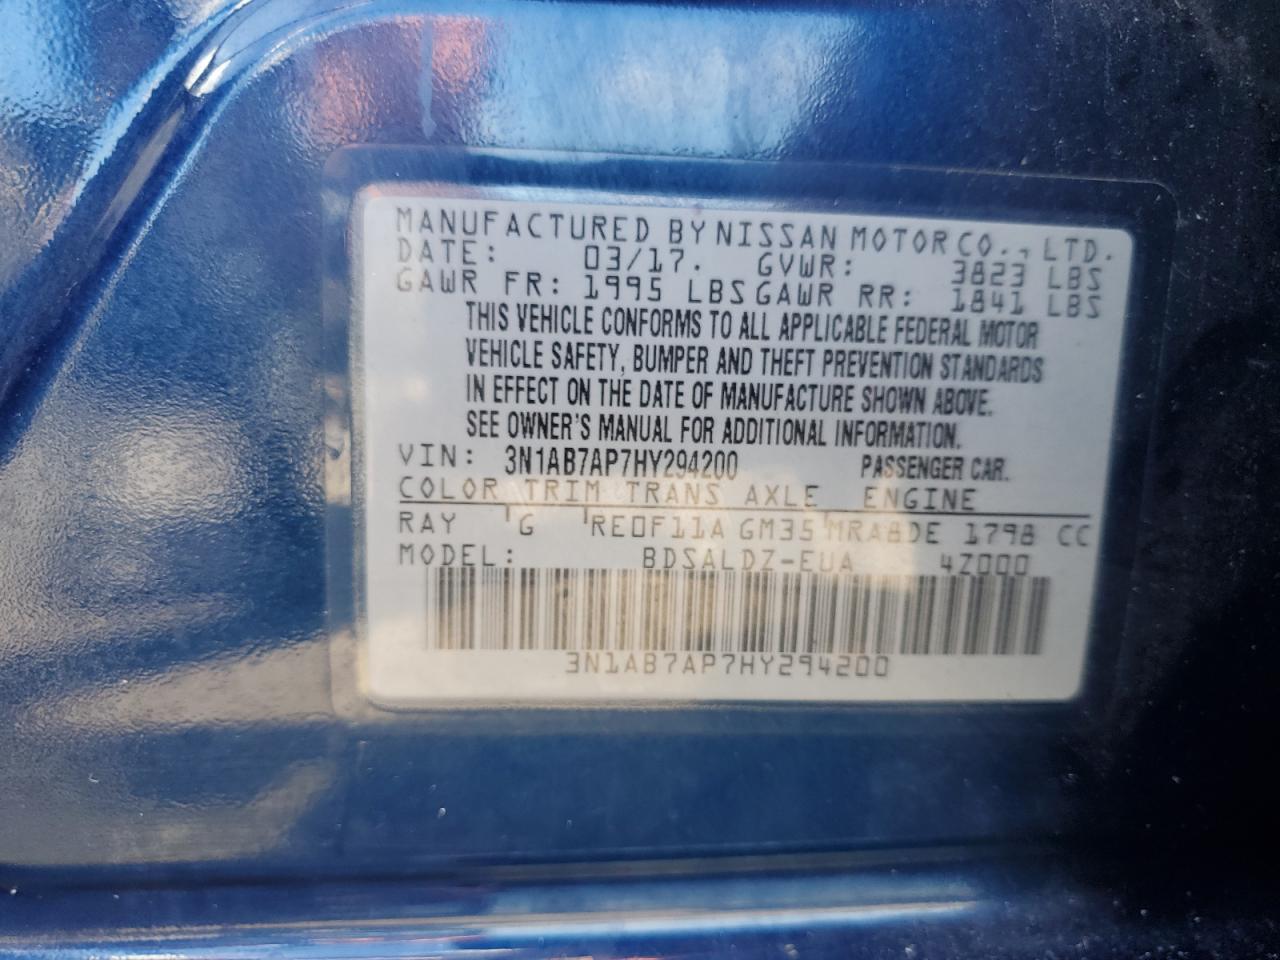 MANUFACTURED BY NISSAN MOTOR CO., LTD.
DATE: 03/17. GVWR: 3823 LBS
GAWR FR: 1995 LBS GAWR RR: 1841 LBS
THIS VEHICLE CONFORMS TO ALL APPLICABLE FEDERAL MOTOR
VEHICLE SAFETY, BUMPER AND THEFT PREVENTION STANDARDS
IN EFFECT ON THE DATE OF MANUFACTURE SHOWN ABOVE.
SEE OWNER'S MANUAL FOR ADDITIONAL INFORMATION.
VIN: 3N1AB7AP7HY294200 PASSENGER CAR.
COLOR TRIM TRANS AXLE ENGINE
RAY G RE0F11A GM35 MRA8DE 1798 CC
MODEL: BDSALDZ-EUA 4Z000
3N1AB7AP7HY294200